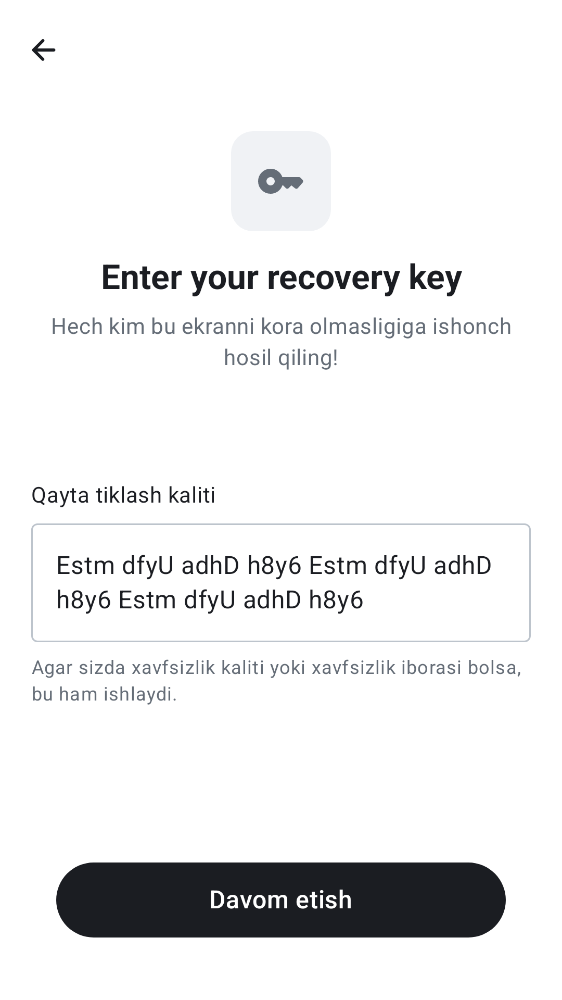 Enter your recovery key
Hech kim bu ekranni kora olmasligiga ishonch
hosil qiling!
Qayta tiklash kaliti
Estm dfyU adhD h8y6 Estm dfyU adhD
h8y6 Estm dfyU adhD h8y6
Agar sizda xavfsizlik kaliti yoki xavfsizlik iborasi bolsa,
bu ham ishlaydi.
Davom etish